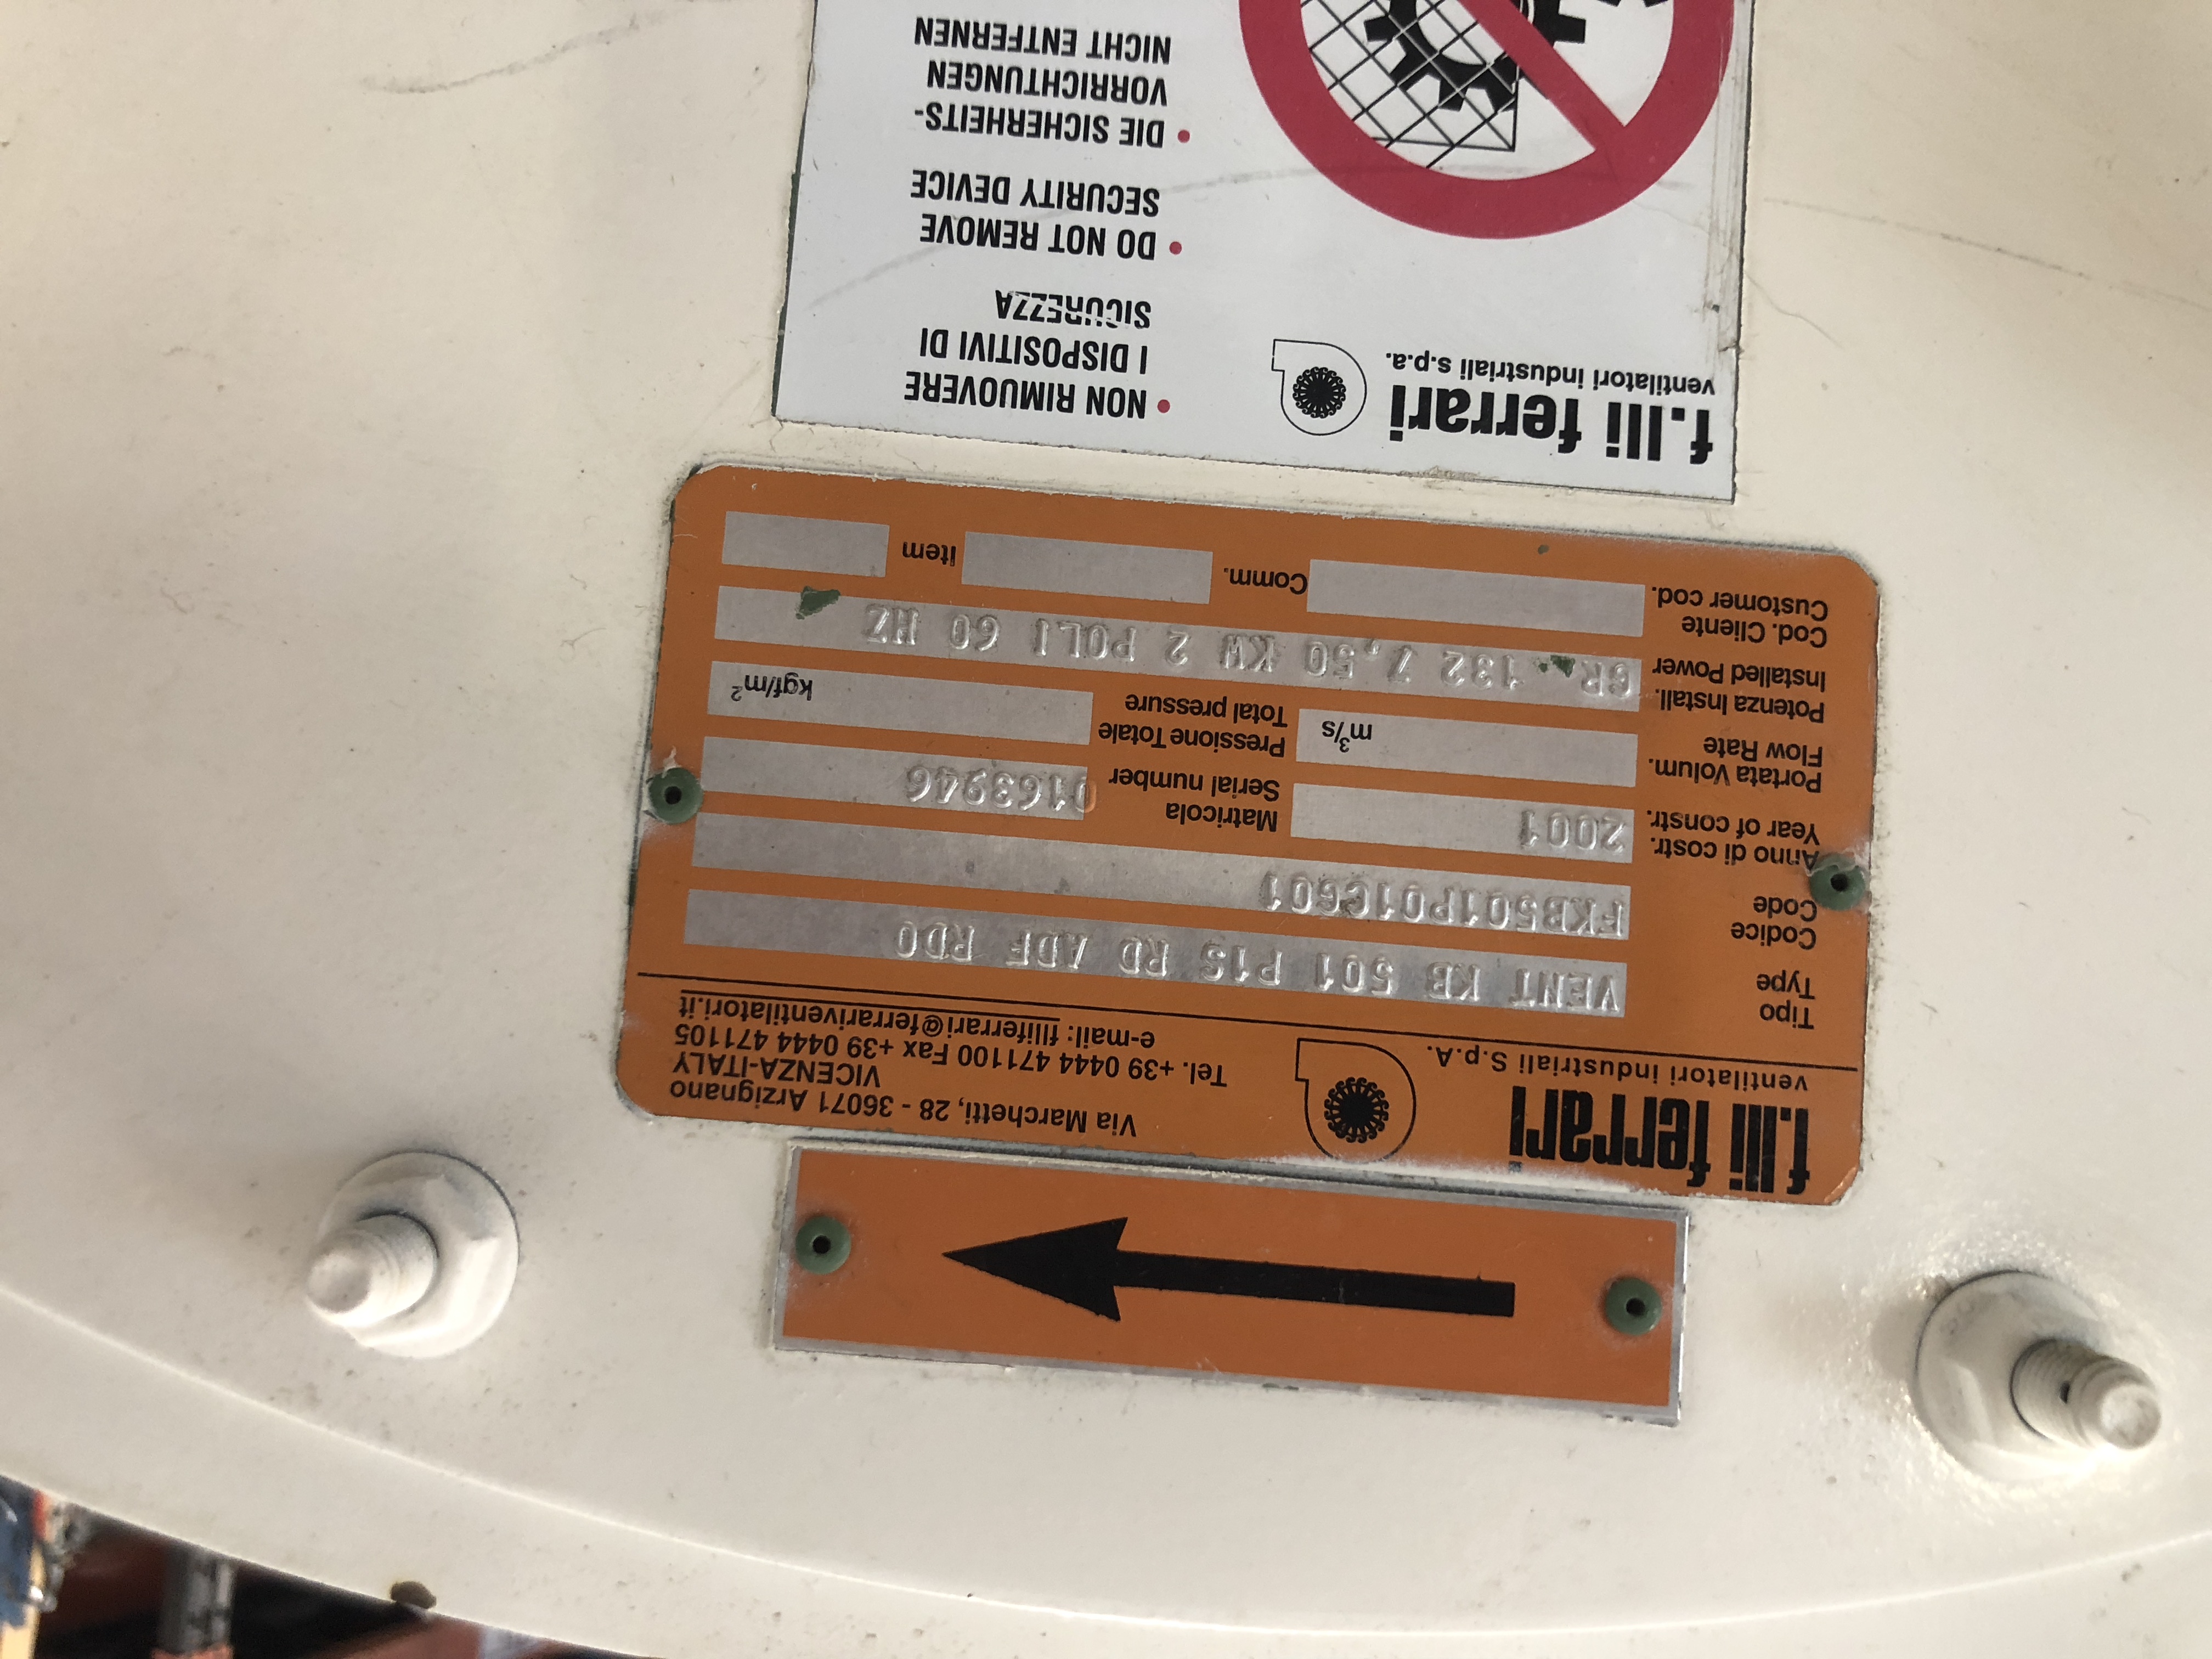 f.lli ferrari
ventilatori industriali S.p.A.
Via Marchetti, 28 - 36071 Arzignano
VICENZA-ITALY
Tel. +39 0444 471100 Fax +39 0444 471105
e-mail: flliferrari@ferrariventilatori.it
Tipo
Type
VENT KB 501 P1S RD ADF RD0
Codice
Code
FKB501P01C601
Anno di costr.
Year of constr.
2001
Matricola
Serial number
0163946
Portata Volum.
Flow Rate
m³/s
Pressione Totale
Total pressure
kgf/m²
Potenza Install.
Installed Power
GR. 132 7,50 KW 2 POLI 60 HZ
Cod. Cliente
Customer cod.
Comm.
Item
f.lli ferrari
ventilatori industriali s.p.a.
• NON RIMUOVERE
I DISPOSITIVI DI
SICUREZZA
• DO NOT REMOVE
SECURITY DEVICE
• DIE SICHERHEITS-
VORRICHTUNGEN
NICHT ENTFERNEN